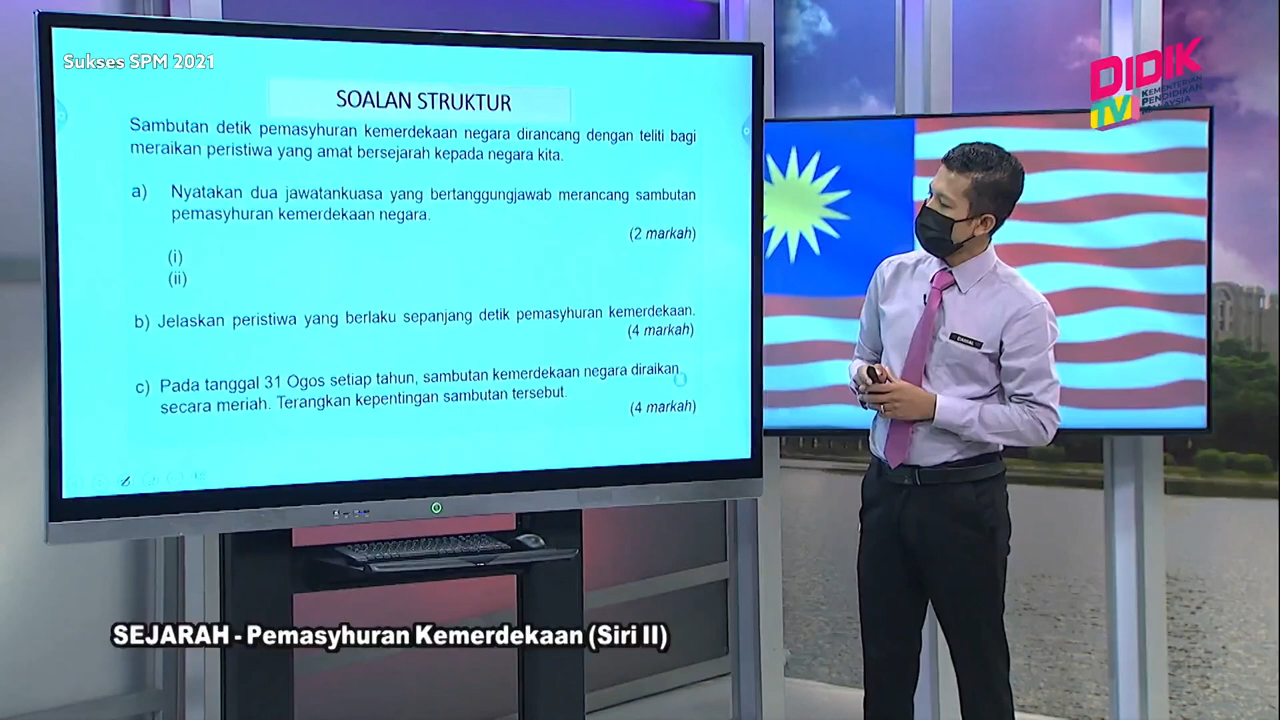 Sukses SPM 2021
DIDIK
TV
KEMENTERIAN
PENDIDIKAN
MALAYSIA
SOALAN STRUKTUR
Sambutan detik pemasyhuran kemerdekaan negara dirancang dengan teliti bagi
meraikan peristiwa yang amat bersejarah kepada negara kita.
a) Nyatakan dua jawatankuasa yang bertanggungjawab merancang sambutan
pemasyhuran kemerdekaan negara.
(2 markah)
(i)
(ii)
b) Jelaskan peristiwa yang berlaku sepanjang detik pemasyhuran kemerdekaan.
(4 markah)
c) Pada tanggal 31 Ogos setiap tahun, sambutan kemerdekaan negara diraikan
secara meriah. Terangkan kepentingan sambutan tersebut.
(4 markah)
SEJARAH - Pemasyhuran Kemerdekaan (Siri II)